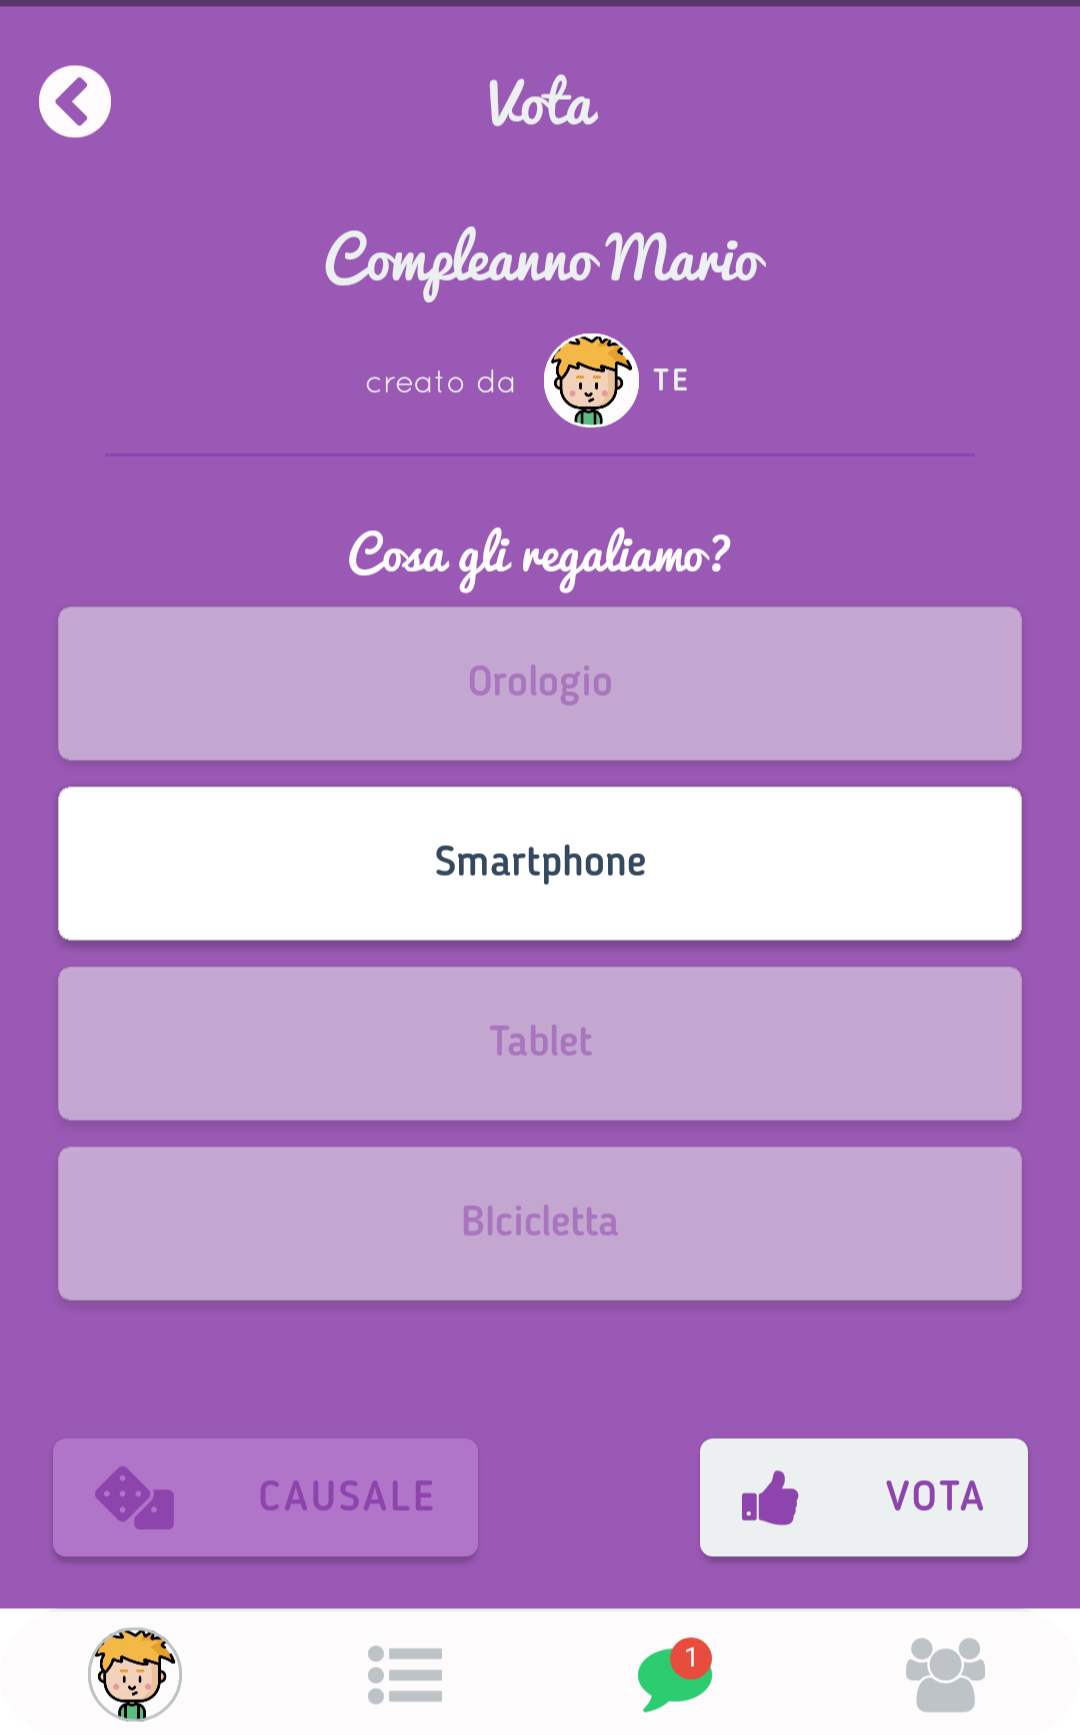 Vota
Compleanno Mario
creato da TE
Cosa gli regaliamo?
Orologio
Smartphone
Tablet
BIcicletta
CAUSALE
VOTA
1